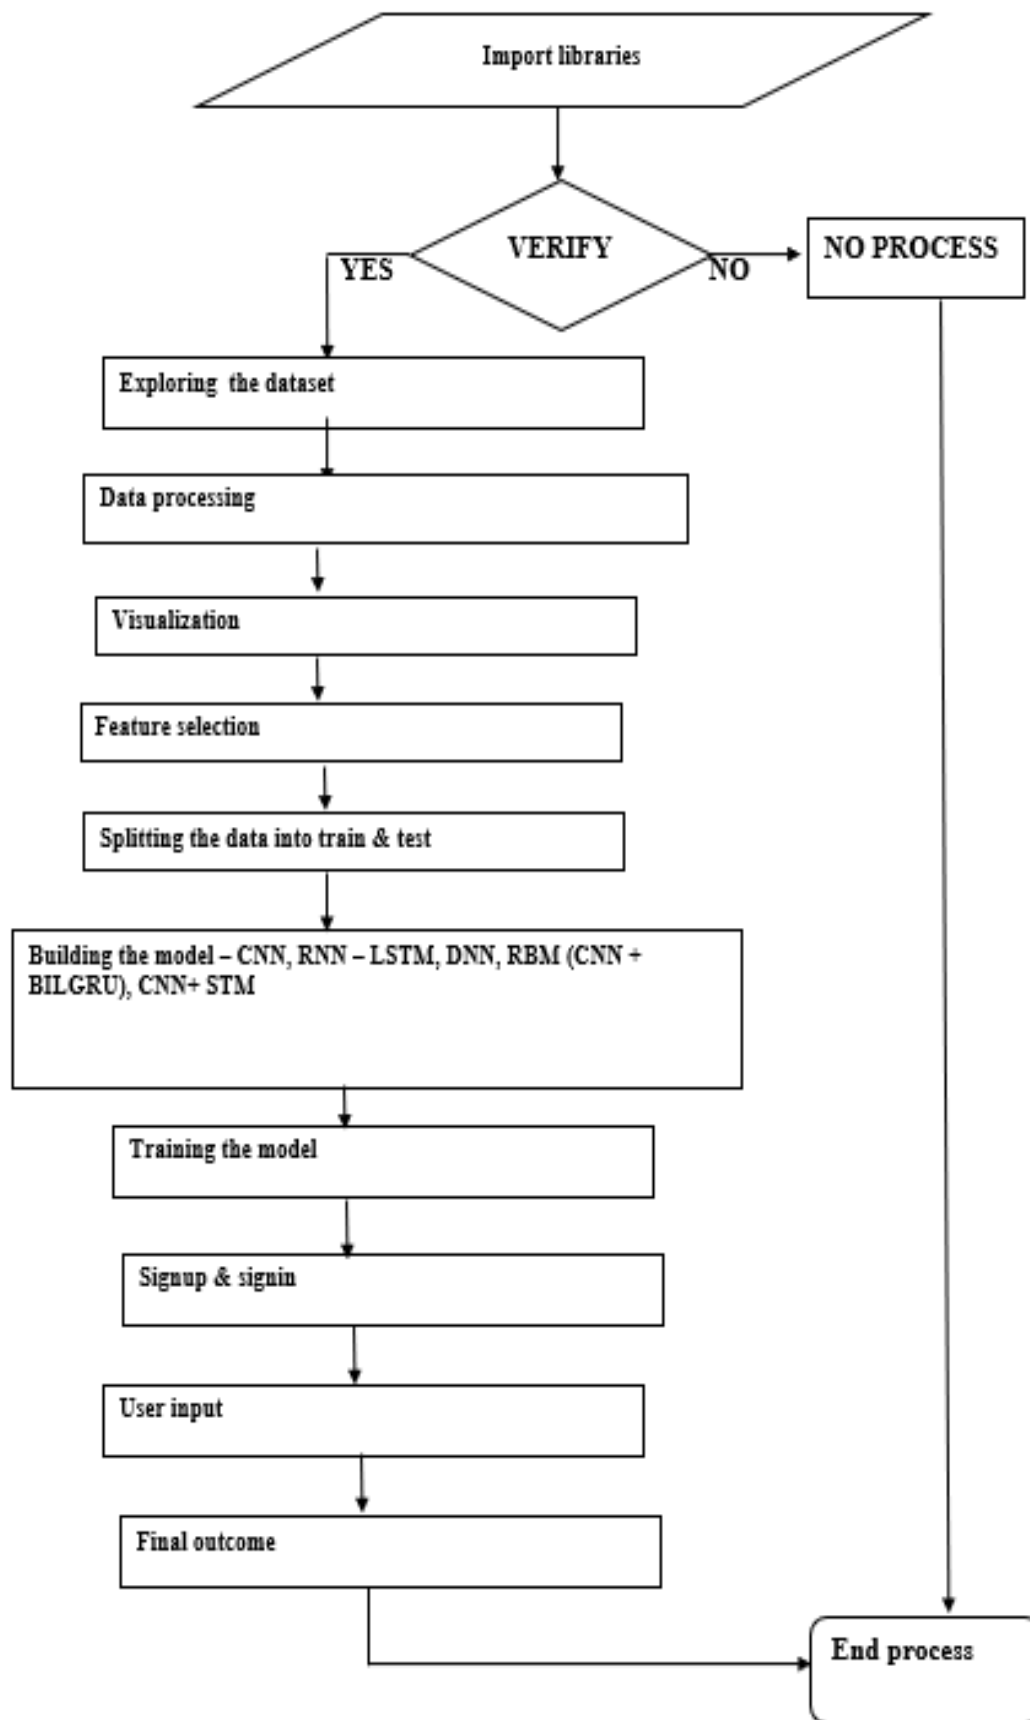 Import libraries
VERIFY
YES
NO
NO PROCESS
Exploring the dataset
Data processing
Visualization
Feature selection
Splitting the data into train & test
Building the model – CNN, RNN – LSTM, DNN, RBM (CNN +
BILGRU), CNN+ STM
Training the model
Signup & signin
User input
Final outcome
End process